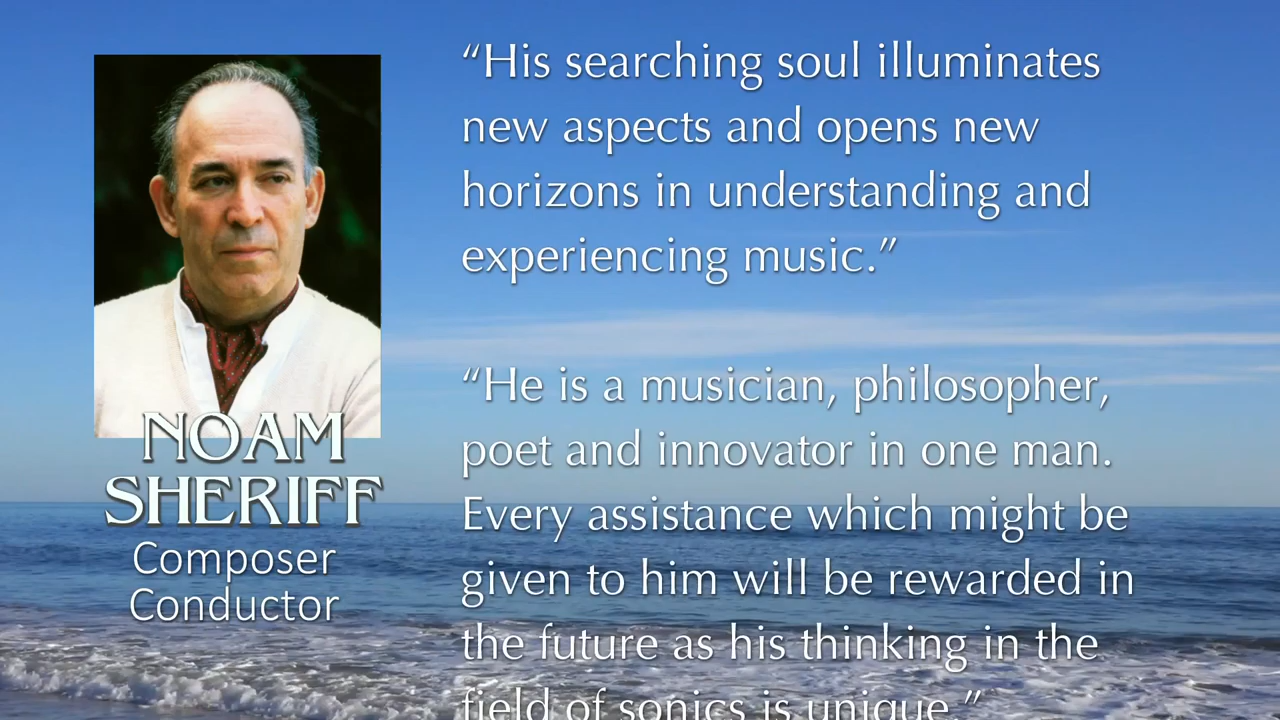 NOAM
SHERIFF
Composer
Conductor
“His searching soul illuminates
new aspects and opens new
horizons in understanding and
experiencing music.”
“He is a musician, philosopher,
poet and innovator in one man.
Every assistance which might be
given to him will be rewarded in
the future as his thinking in the
field of sonics is unique.”